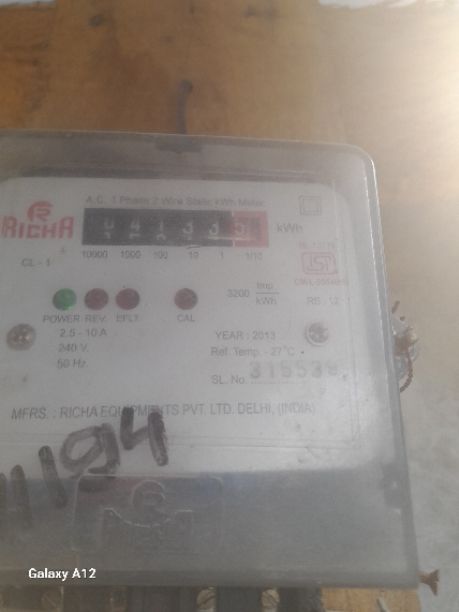 A.C. 1 Phase 2 Wire Static kWh Meter
RICHA
kWh
10000 1000 100 10 1 1/10
CL - 1
ISI
3200 imp/kWh
POWER REV. EFLT. CAL
2.5 - 10 A
240 V.
50 Hz
YEAR : 2013
Ref. Temp. - 27°C
SL. No.
MFRS. : RICHA EQUIPMENTS PVT. LTD. DELHI, (INDIA)
Galaxy A12